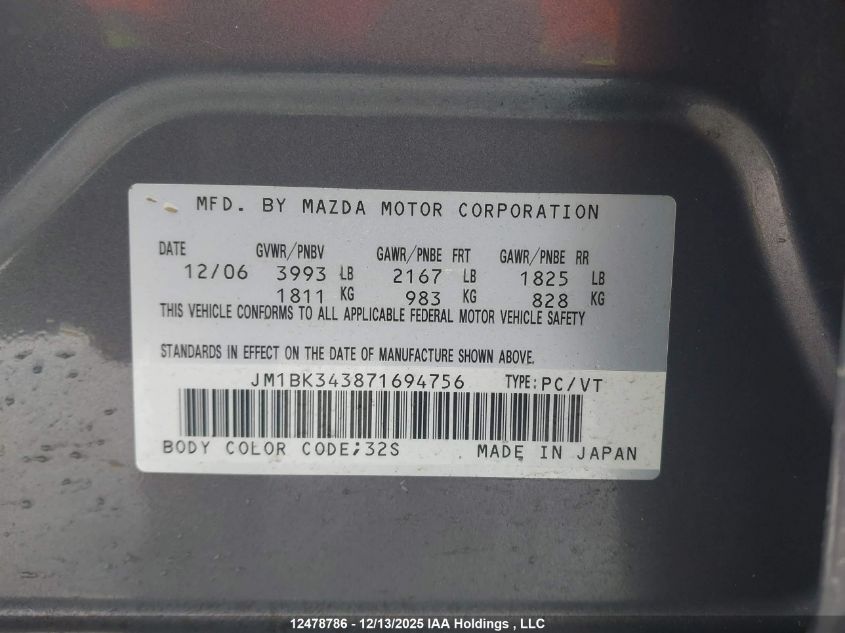 MFD. BY MAZDA MOTOR CORPORATION
DATE GVWR/PNBV GAWR/PNBE FRT GAWR/PNBE RR
12/06 3993 LB 2167 LB 1825 LB
1811 KG 983 KG 828 KG
THIS VEHICLE CONFORMS TO ALL APPLICABLE FEDERAL MOTOR VEHICLE SAFETY
STANDARDS IN EFFECT ON THE DATE OF MANUFACTURE SHOWN ABOVE.
JM1BK343871694756 TYPE: PC/VT
BODY COLOR CODE;32S MADE IN JAPAN
12478786 - 12/13/2025 IAA Holdings , LLC